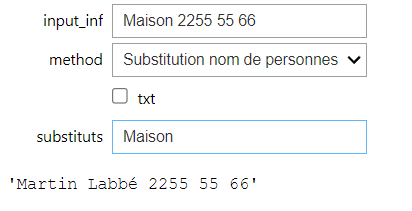 input_inf Maison 2255 55 66
method Substitution nom de personnes
txt
substituts Maison
'Martin Labbé 2255 55 66'